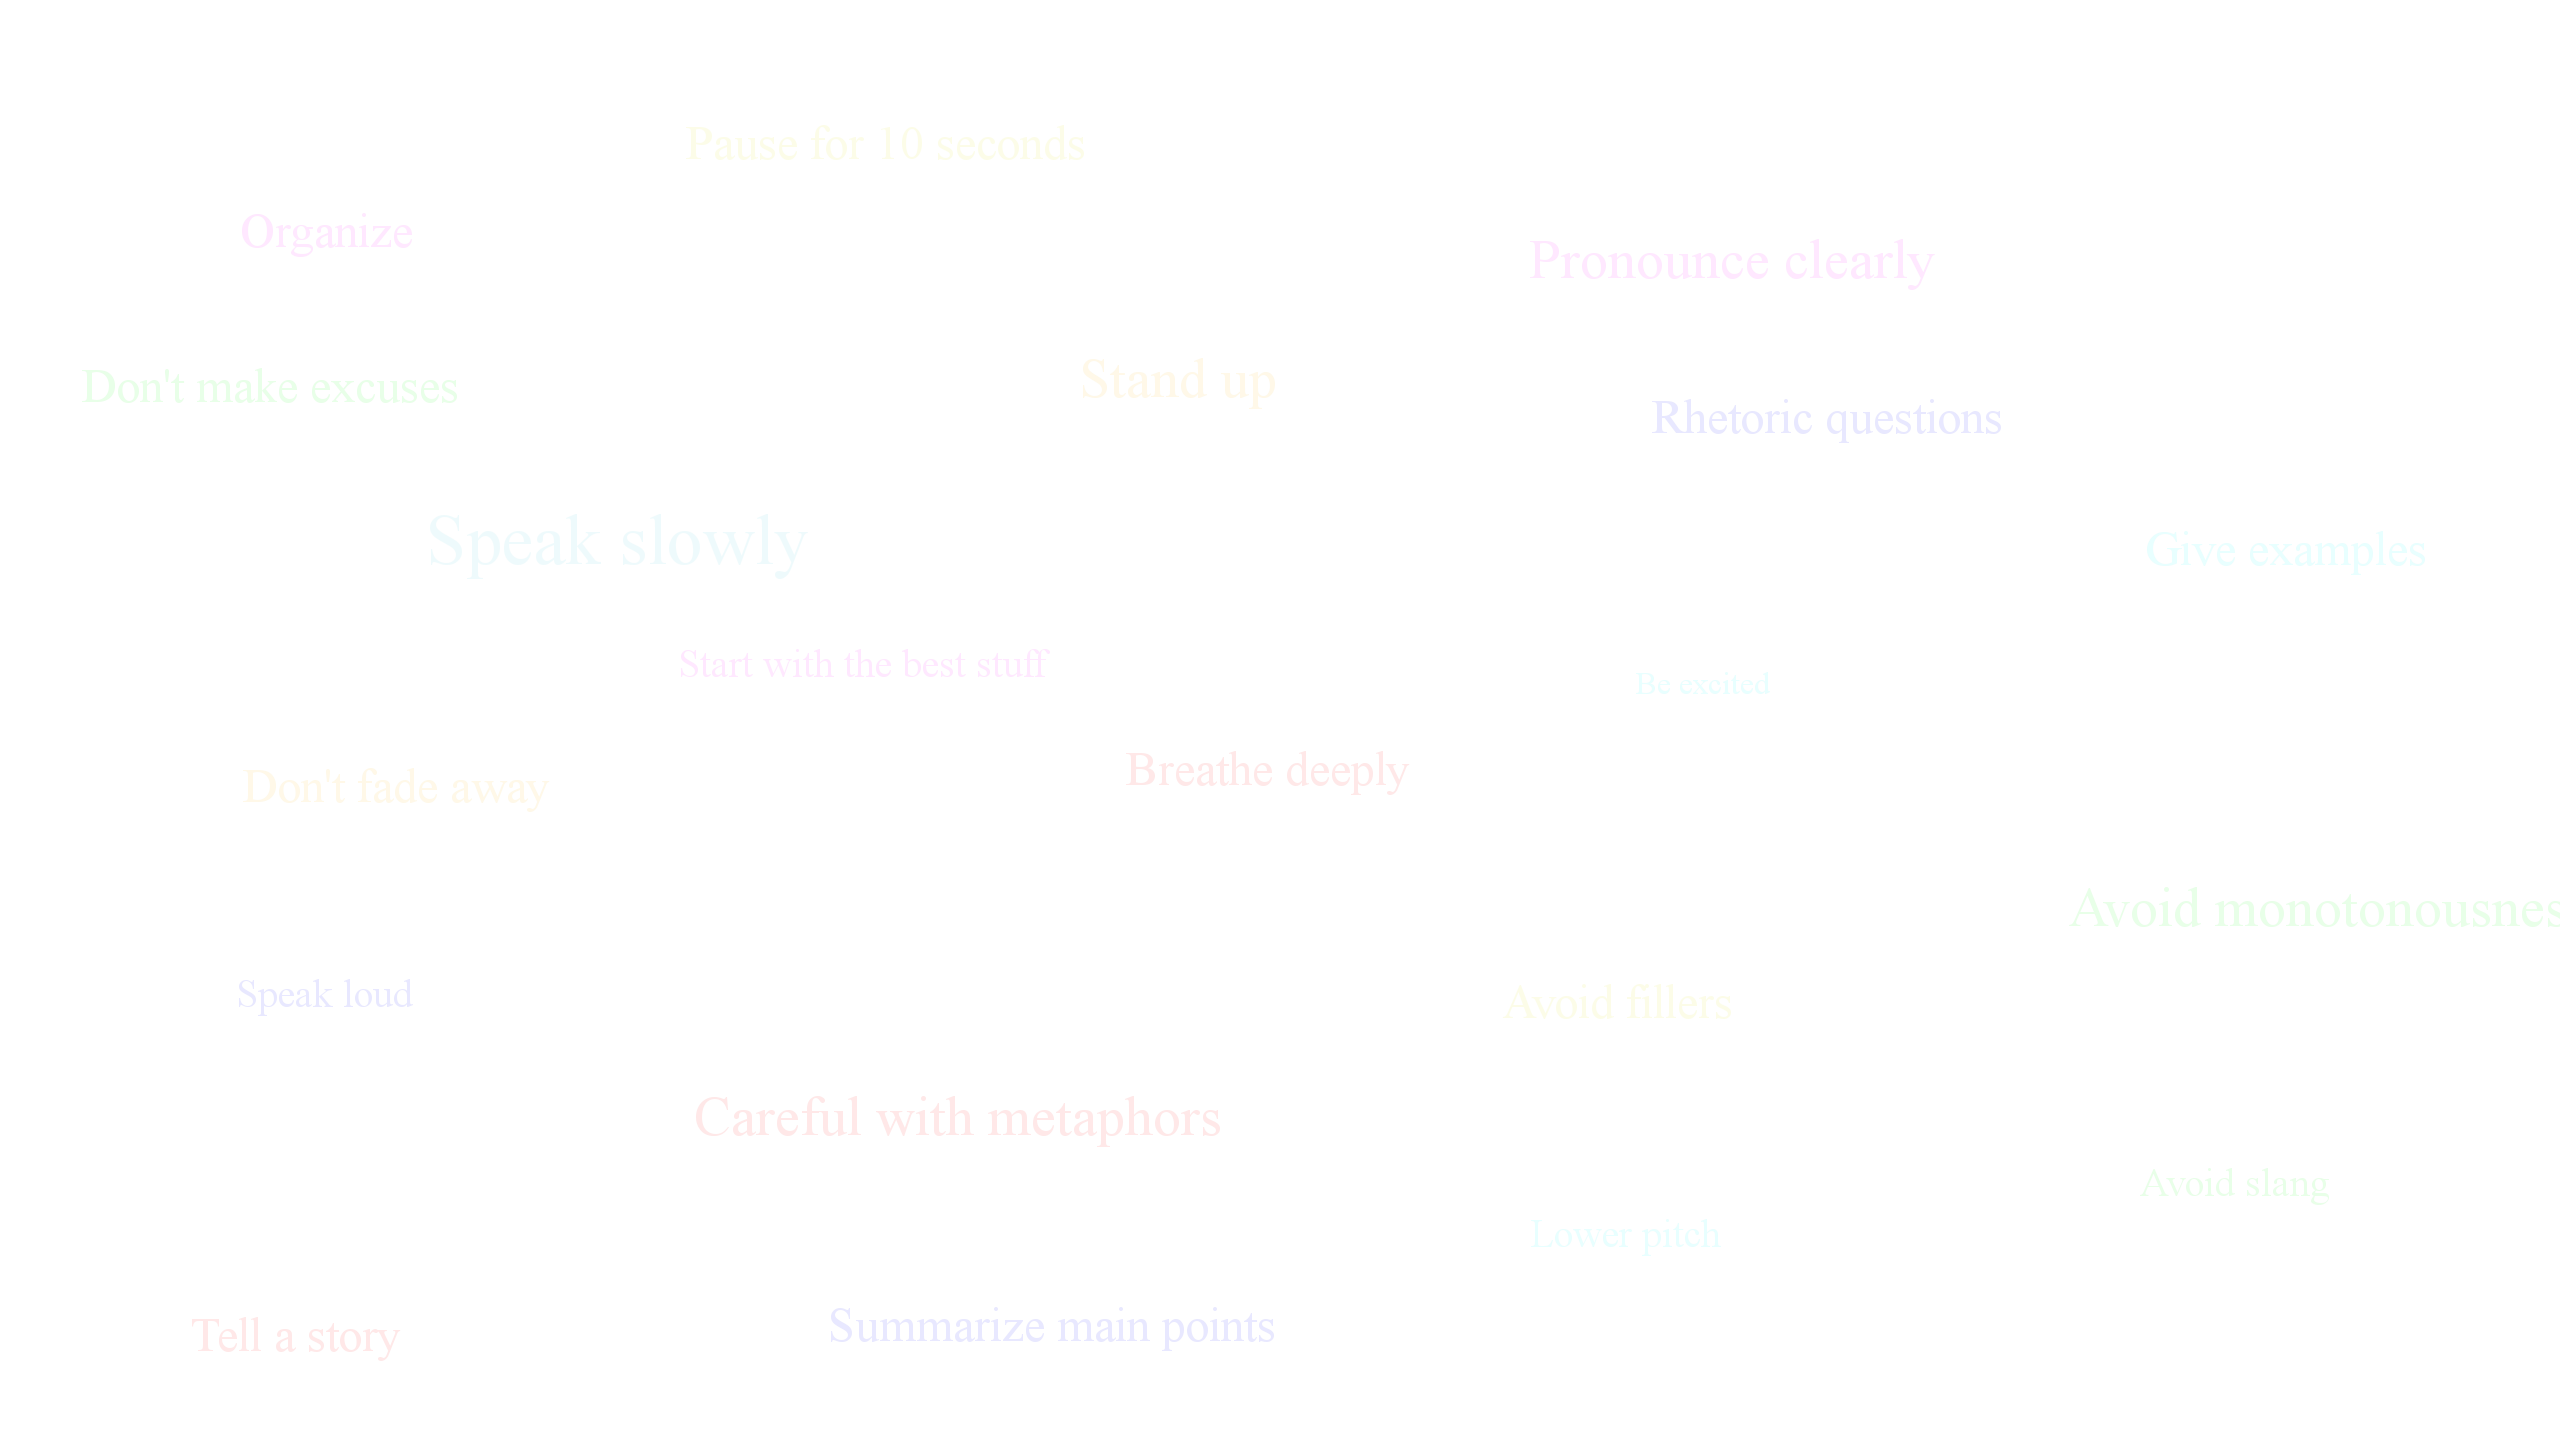 Pause for 10 seconds
Organize
Pronounce clearly
Stand up
Don't make excuses
Rhetoric questions
Speak slowly
Give examples
Start with the best stuff
Be excited
Breathe deeply
Don't fade away
Avoid monotonousnes
Speak loud
Avoid fillers
Careful with metaphors
Avoid slang
Lower pitch
Summarize main points
Tell a story